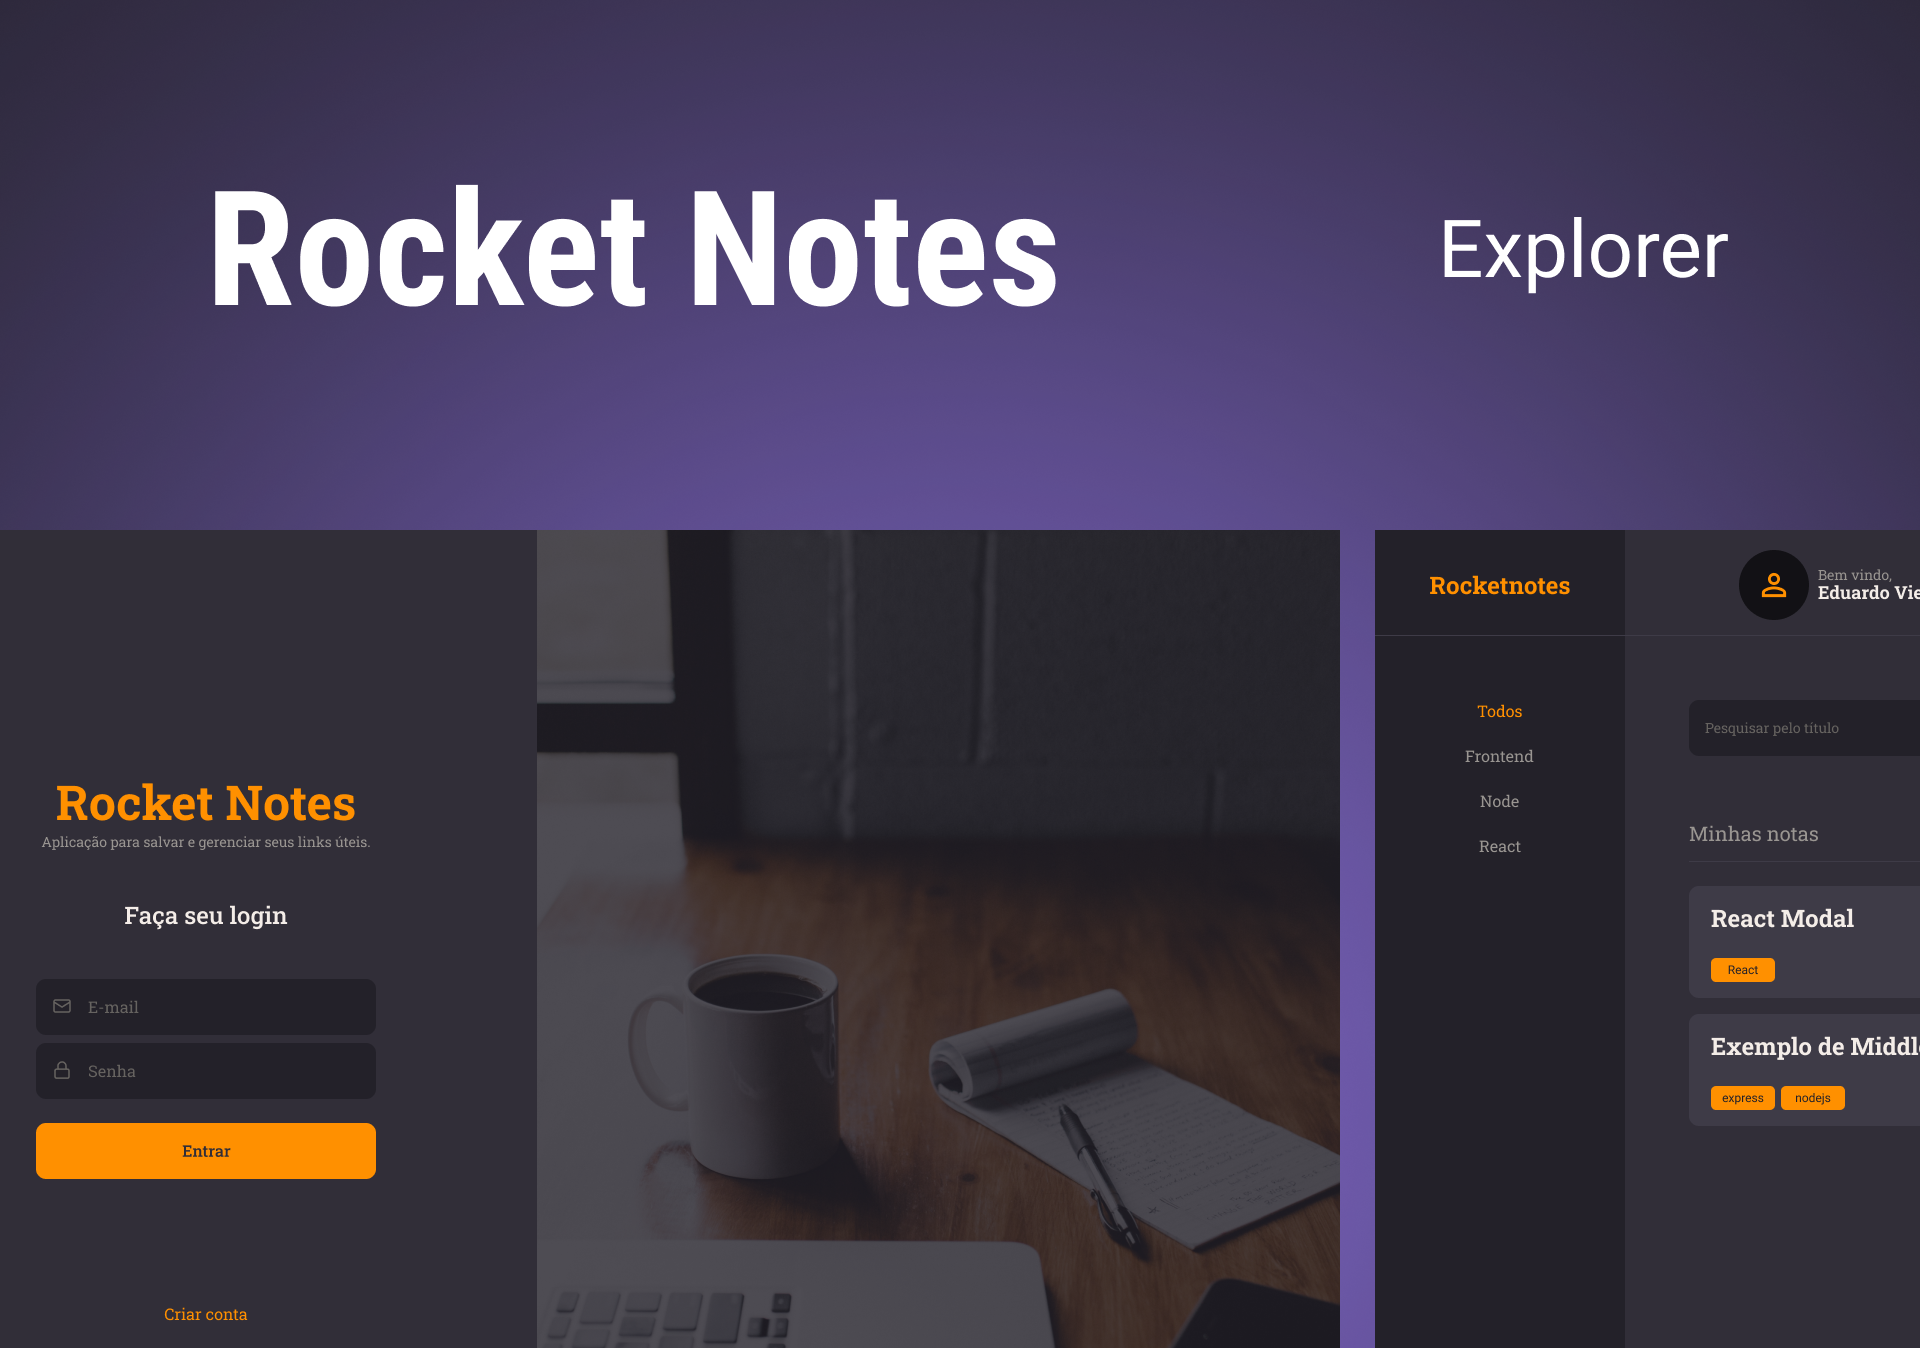 Rocket Notes
Explorer
Rocket Notes
Aplicação para salvar e gerenciar seus links úteis.
Faça seu login
E-mail
Senha
Entrar
Criar conta
Rocketnotes
Bem vindo,
Eduardo Vie
Todos
Frontend
Node
React
Pesquisar pelo título
Minhas notas
React Modal
React
Exemplo de Middl
express nodejs